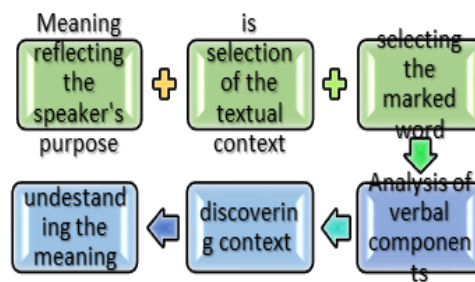 Meaning
reflecting
the
speaker's
purpose
is
selection
of the
textual
context
selecting
the
marked
word
Analysis of
verbal
componen
ts
discoverin
g context
undestand
ing the
meaning